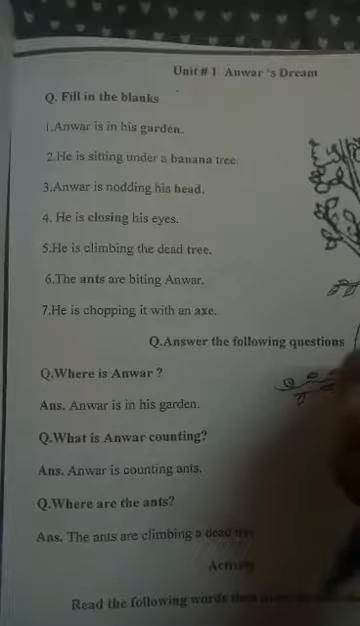 Unit # 1 Anwar 's Dream
Q. Fill in the blanks
1.Anwar is in his garden.
2.He is sitting under a banana tree.
3.Anwar is nodding his head.
4. He is closing his eyes.
5.He is climbing the dead tree.
6.The ants are biting Anwar.
7.He is chopping it with an axe.
Q.Answer the following questions
Q.Where is Anwar ?
Ans. Anwar is in his garden.
Q.What is Anwar counting?
Ans. Anwar is counting ants.
Q.Where are the ants?
Ans. The ants are climbing a dead tree
Activity
Read the following words then